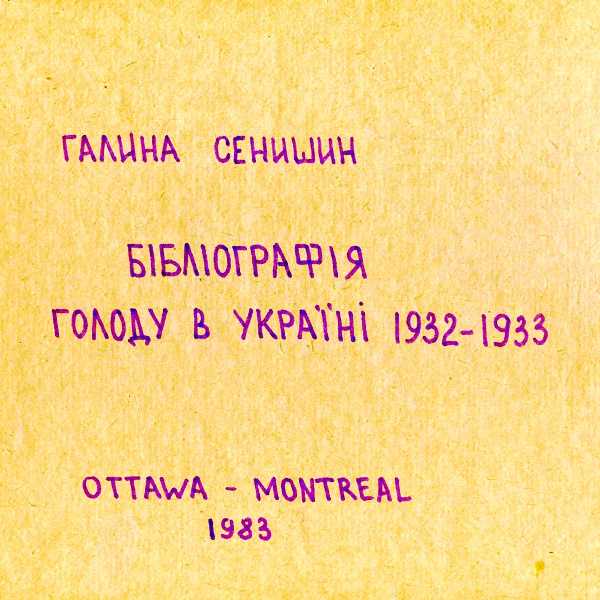 ГАЛИНА СЕНИШИН
БІБЛІОГРАФІЯ
ГОЛОДУ В УКРАЇНІ 1932-1933
OTTAWA - MONTREAL
1983